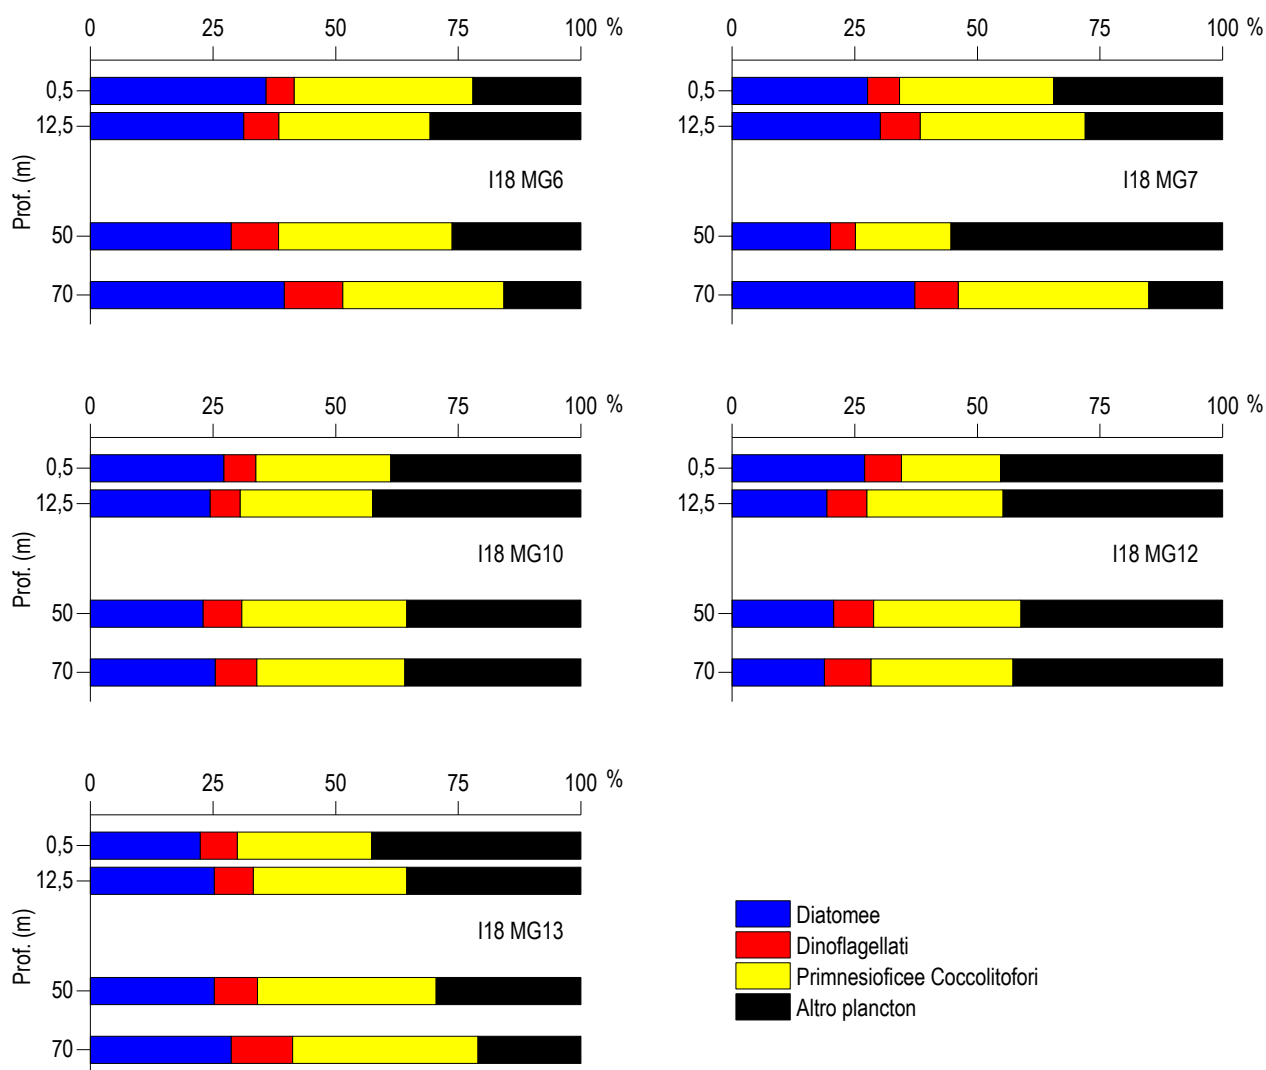 0 25 50 75 100 %
0,5
12,5
Prof. (m)
I18 MG6
50
70
0 25 50 75 100 %
0,5
12,5
I18 MG7
50
70
0 25 50 75 100 %
0,5
12,5
Prof. (m)
I18 MG10
50
70
0 25 50 75 100 %
0,5
12,5
I18 MG12
50
70
0 25 50 75 100 %
0,5
12,5
Prof. (m)
I18 MG13
50
70
Diatomee
Dinoflagellati
Primnesioficee Coccolitofori
Altro plancton